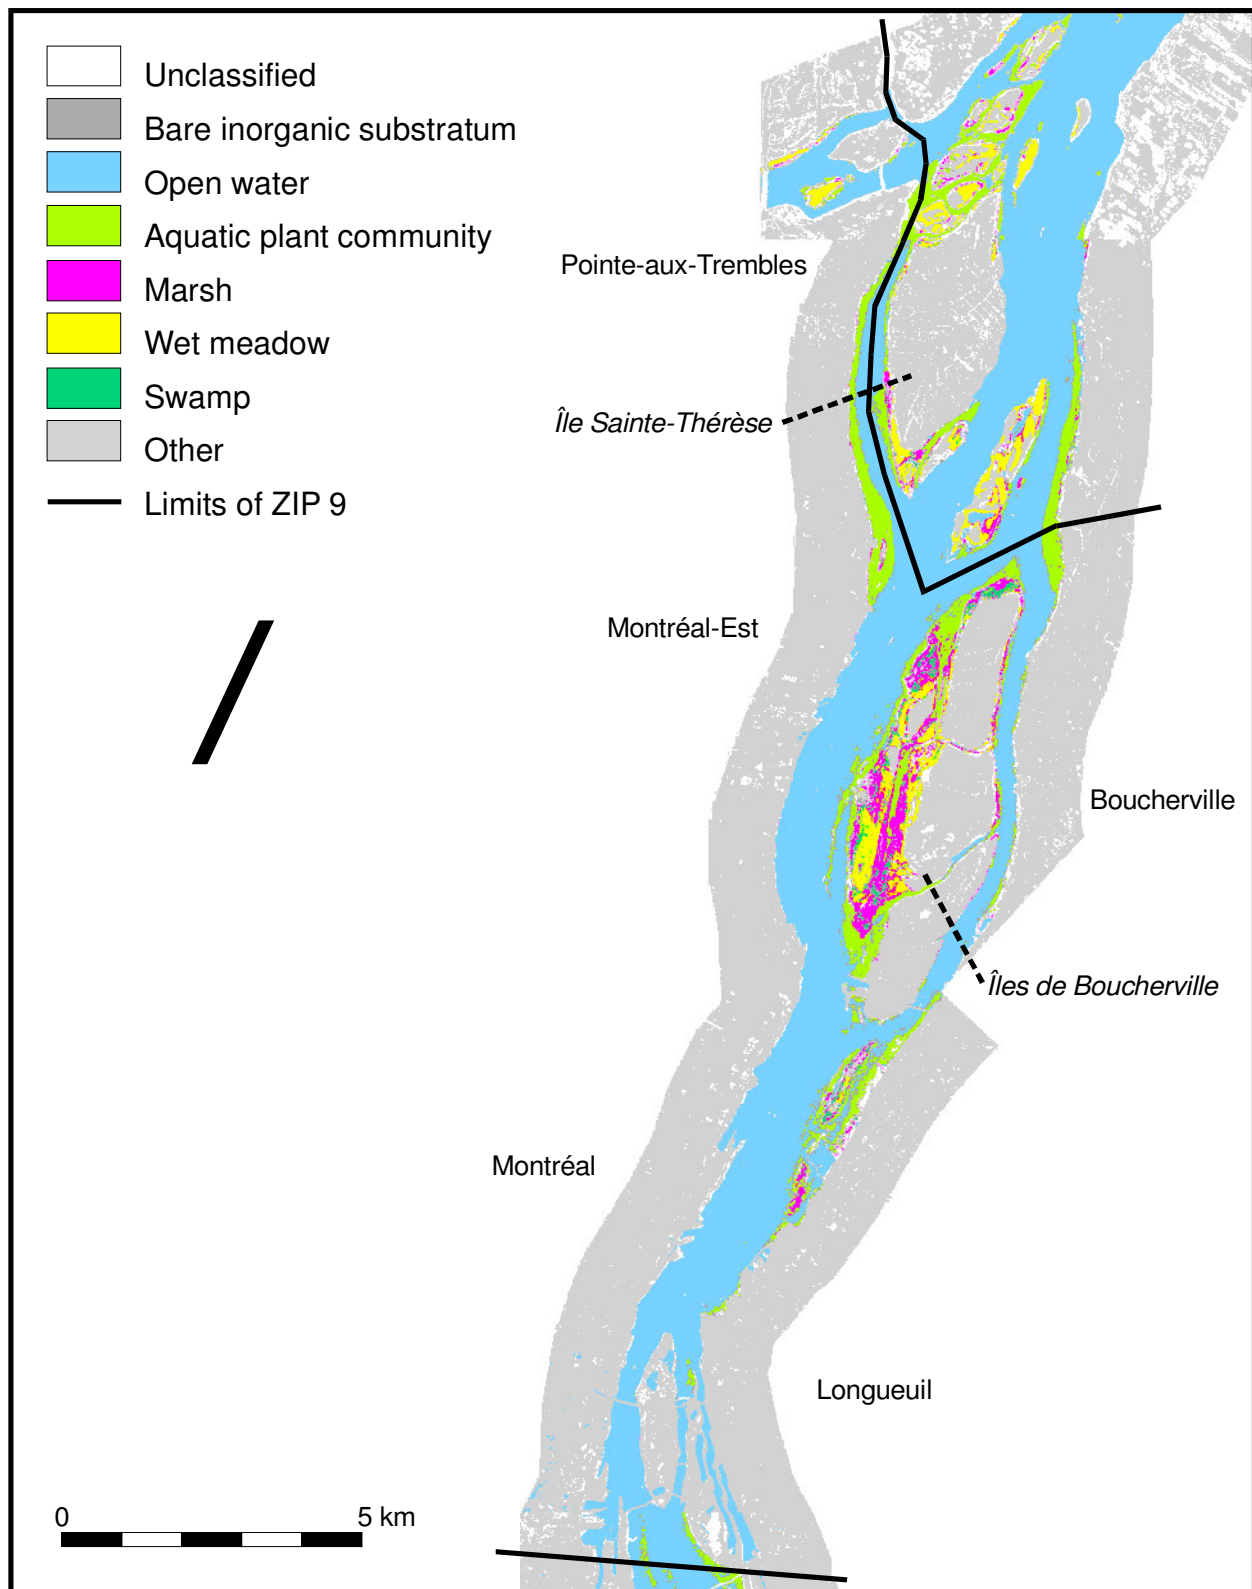 Unclassified
Bare inorganic substratum
Open water
Aquatic plant community
Marsh
Wet meadow
Swamp
Other
Limits of ZIP 9
Pointe-aux-Trembles
Île Sainte-Thérèse
Montréal-Est
Boucherville
Îles de Boucherville
Montréal
Longueuil
0 5 km